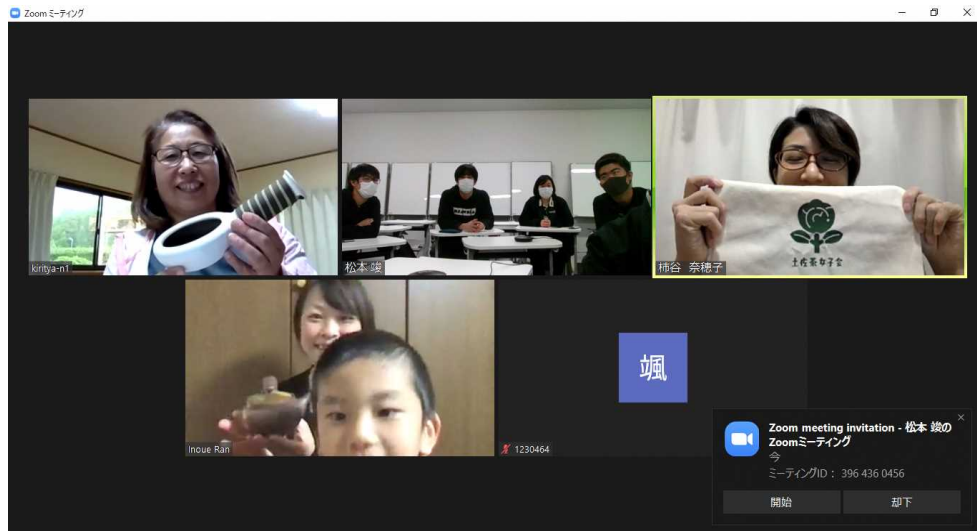 Zoom ミーティング
kiritya-n1
松本 竣
土佐茶女子会
柿谷 奈穂子
Inoue Ran
颯
1230464
Zoom meeting invitation - 松本 竣の
Zoomミーティング
今
ミーティングID： 396 436 0456
開始
却下